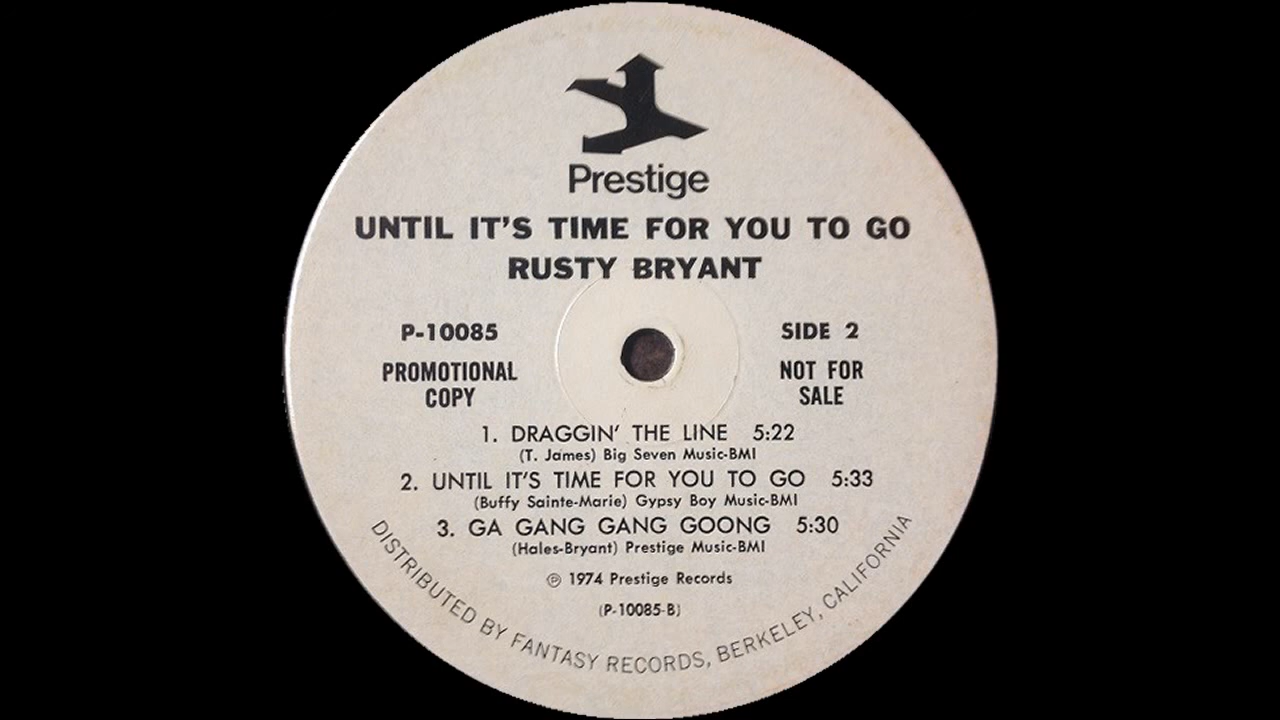 Prestige
UNTIL IT'S TIME FOR YOU TO GO
RUSTY BRYANT
P-10085
PROMOTIONAL
COPY
SIDE 2
NOT FOR
SALE
1. DRAGGIN' THE LINE 5:22
(T. James) Big Seven Music-BMI
2. UNTIL IT'S TIME FOR YOU TO GO 5:33
(Buffy Sainte-Marie) Gypsy Boy Music-BMI
3. GA GANG GANG GOONG 5:30
(Hales-Bryant) Prestige Music-BMI
℗ 1974 Prestige Records
(P-10085-B)
DISTRIBUTED BY FANTASY RECORDS, BERKELEY, CALIFORNIA